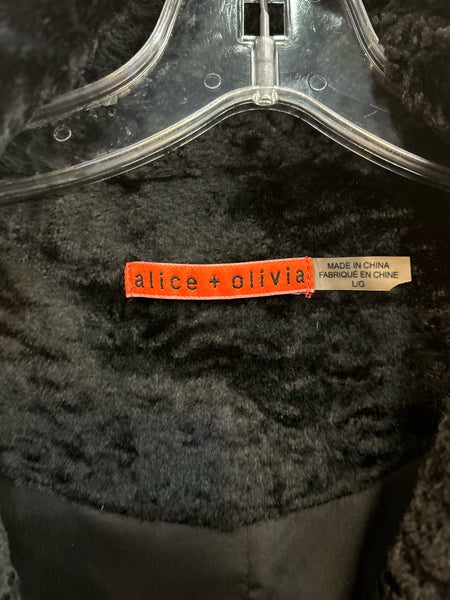 alice + olivia
MADE IN CHINA
FABRIQUÉ EN CHINE
L/G